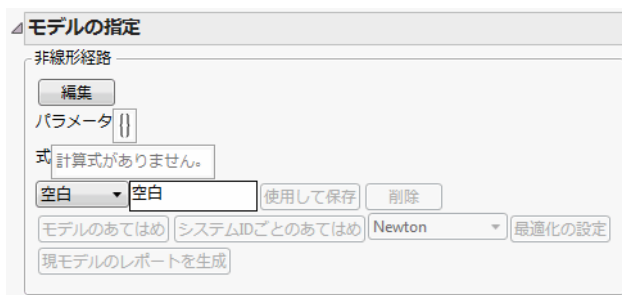 モデルの指定
非線形経路
編集
パラメータ {}
式 計算式がありません。
空白 空白 使用して保存 削除
モデルのあてはめ システムIDごとのあてはめ Newton 最適化の設定
現モデルのレポートを生成